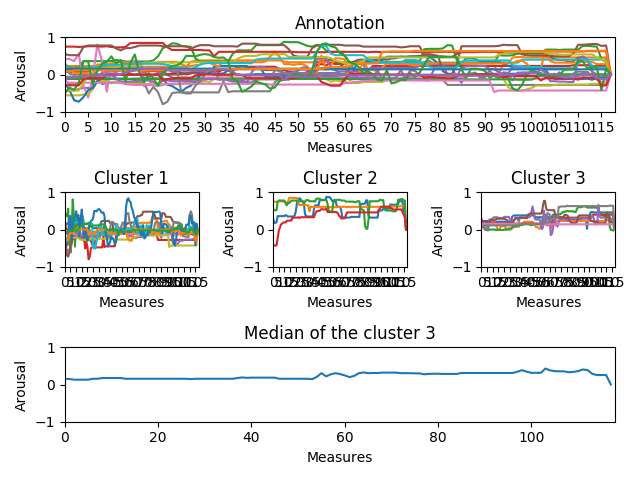 Annotation
1
0
−1
Arousal
0 5 10 15 20 25 30 35 40 45 50 55 60 65 70 75 80 85 90 95 100 105 110 115
Measures
Cluster 1 Cluster 2 Cluster 3
1 1 1
0 0 0
−1 −1 −1
Arousal Arousal Arousal
Measures Measures Measures
Median of the cluster 3
1
0
−1
Arousal
0 20 40 60 80 100
Measures